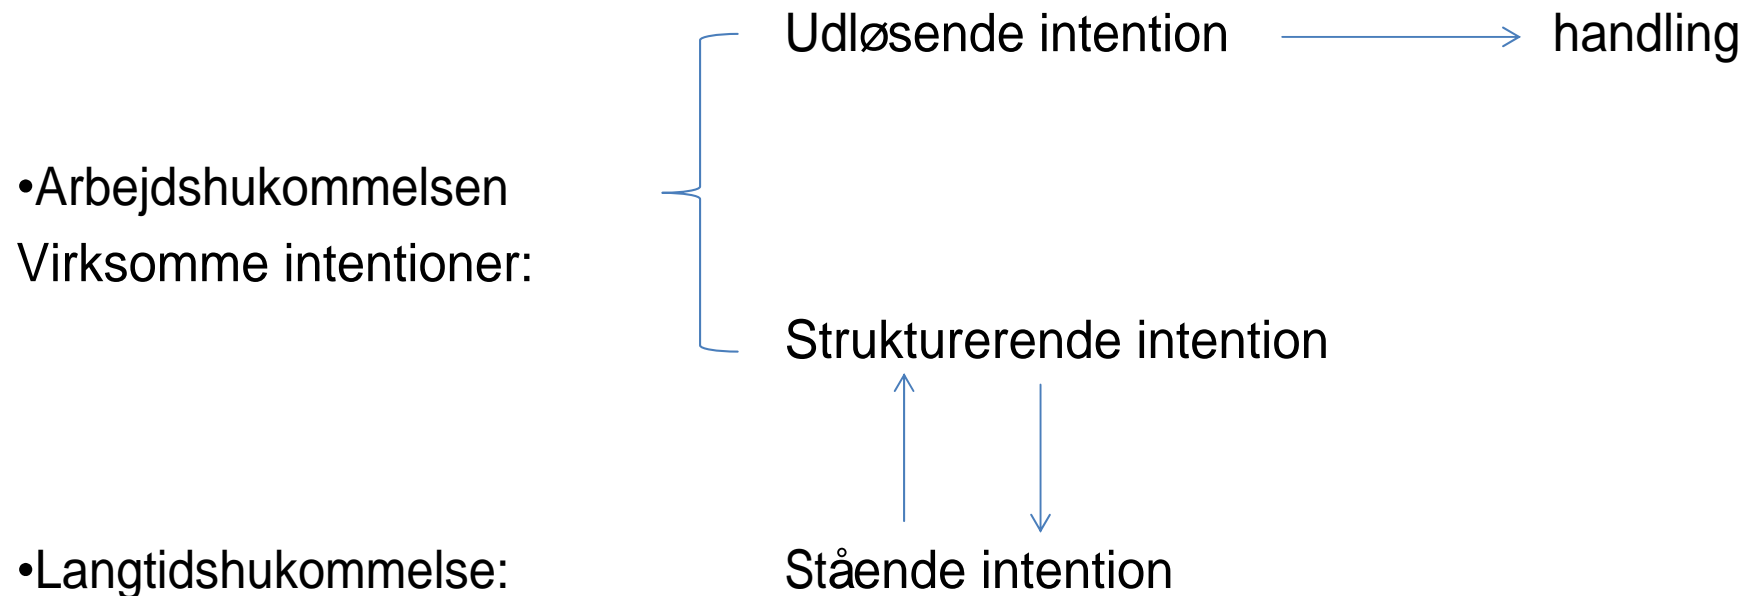 Udløsende intention handling
•Arbejdshukommelsen
Virksomme intentioner:
Strukturerende intention
•Langtidshukommelse: Stående intention